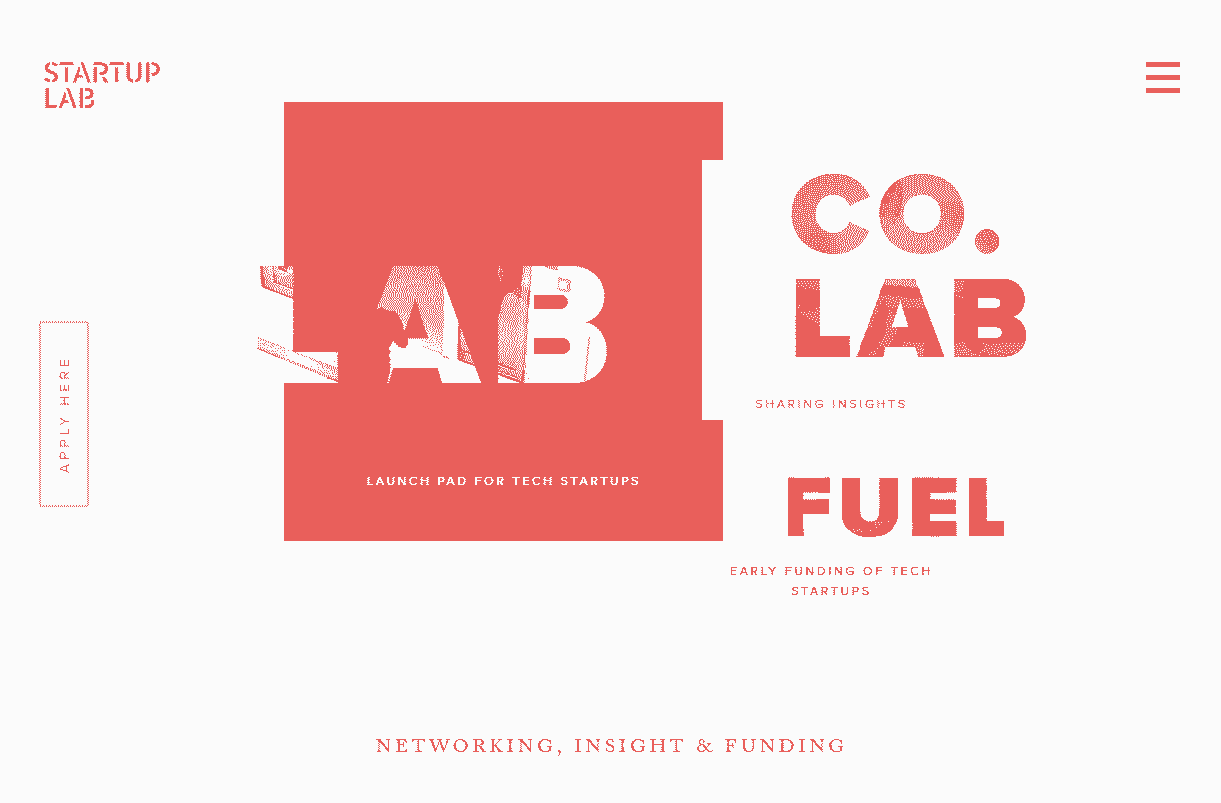 STARTUP
LAB
LAB
LAUNCH PAD FOR TECH STARTUPS
CO.
LAB
SHARING INSIGHTS
FUEL
EARLY FUNDING OF TECH
STARTUPS
APPLY HERE
NETWORKING, INSIGHT & FUNDING